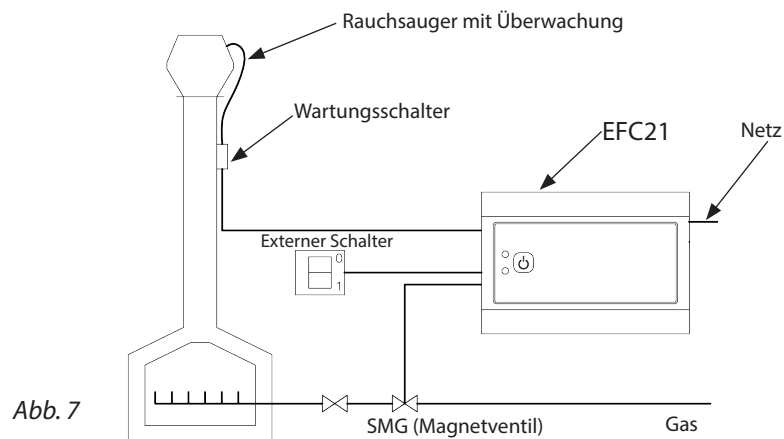 Rauchsauger mit Überwachung
Wartungsschalter
EFC21
Netz
Externer Schalter
0
1
Abb. 7
SMG (Magnetventil)
Gas